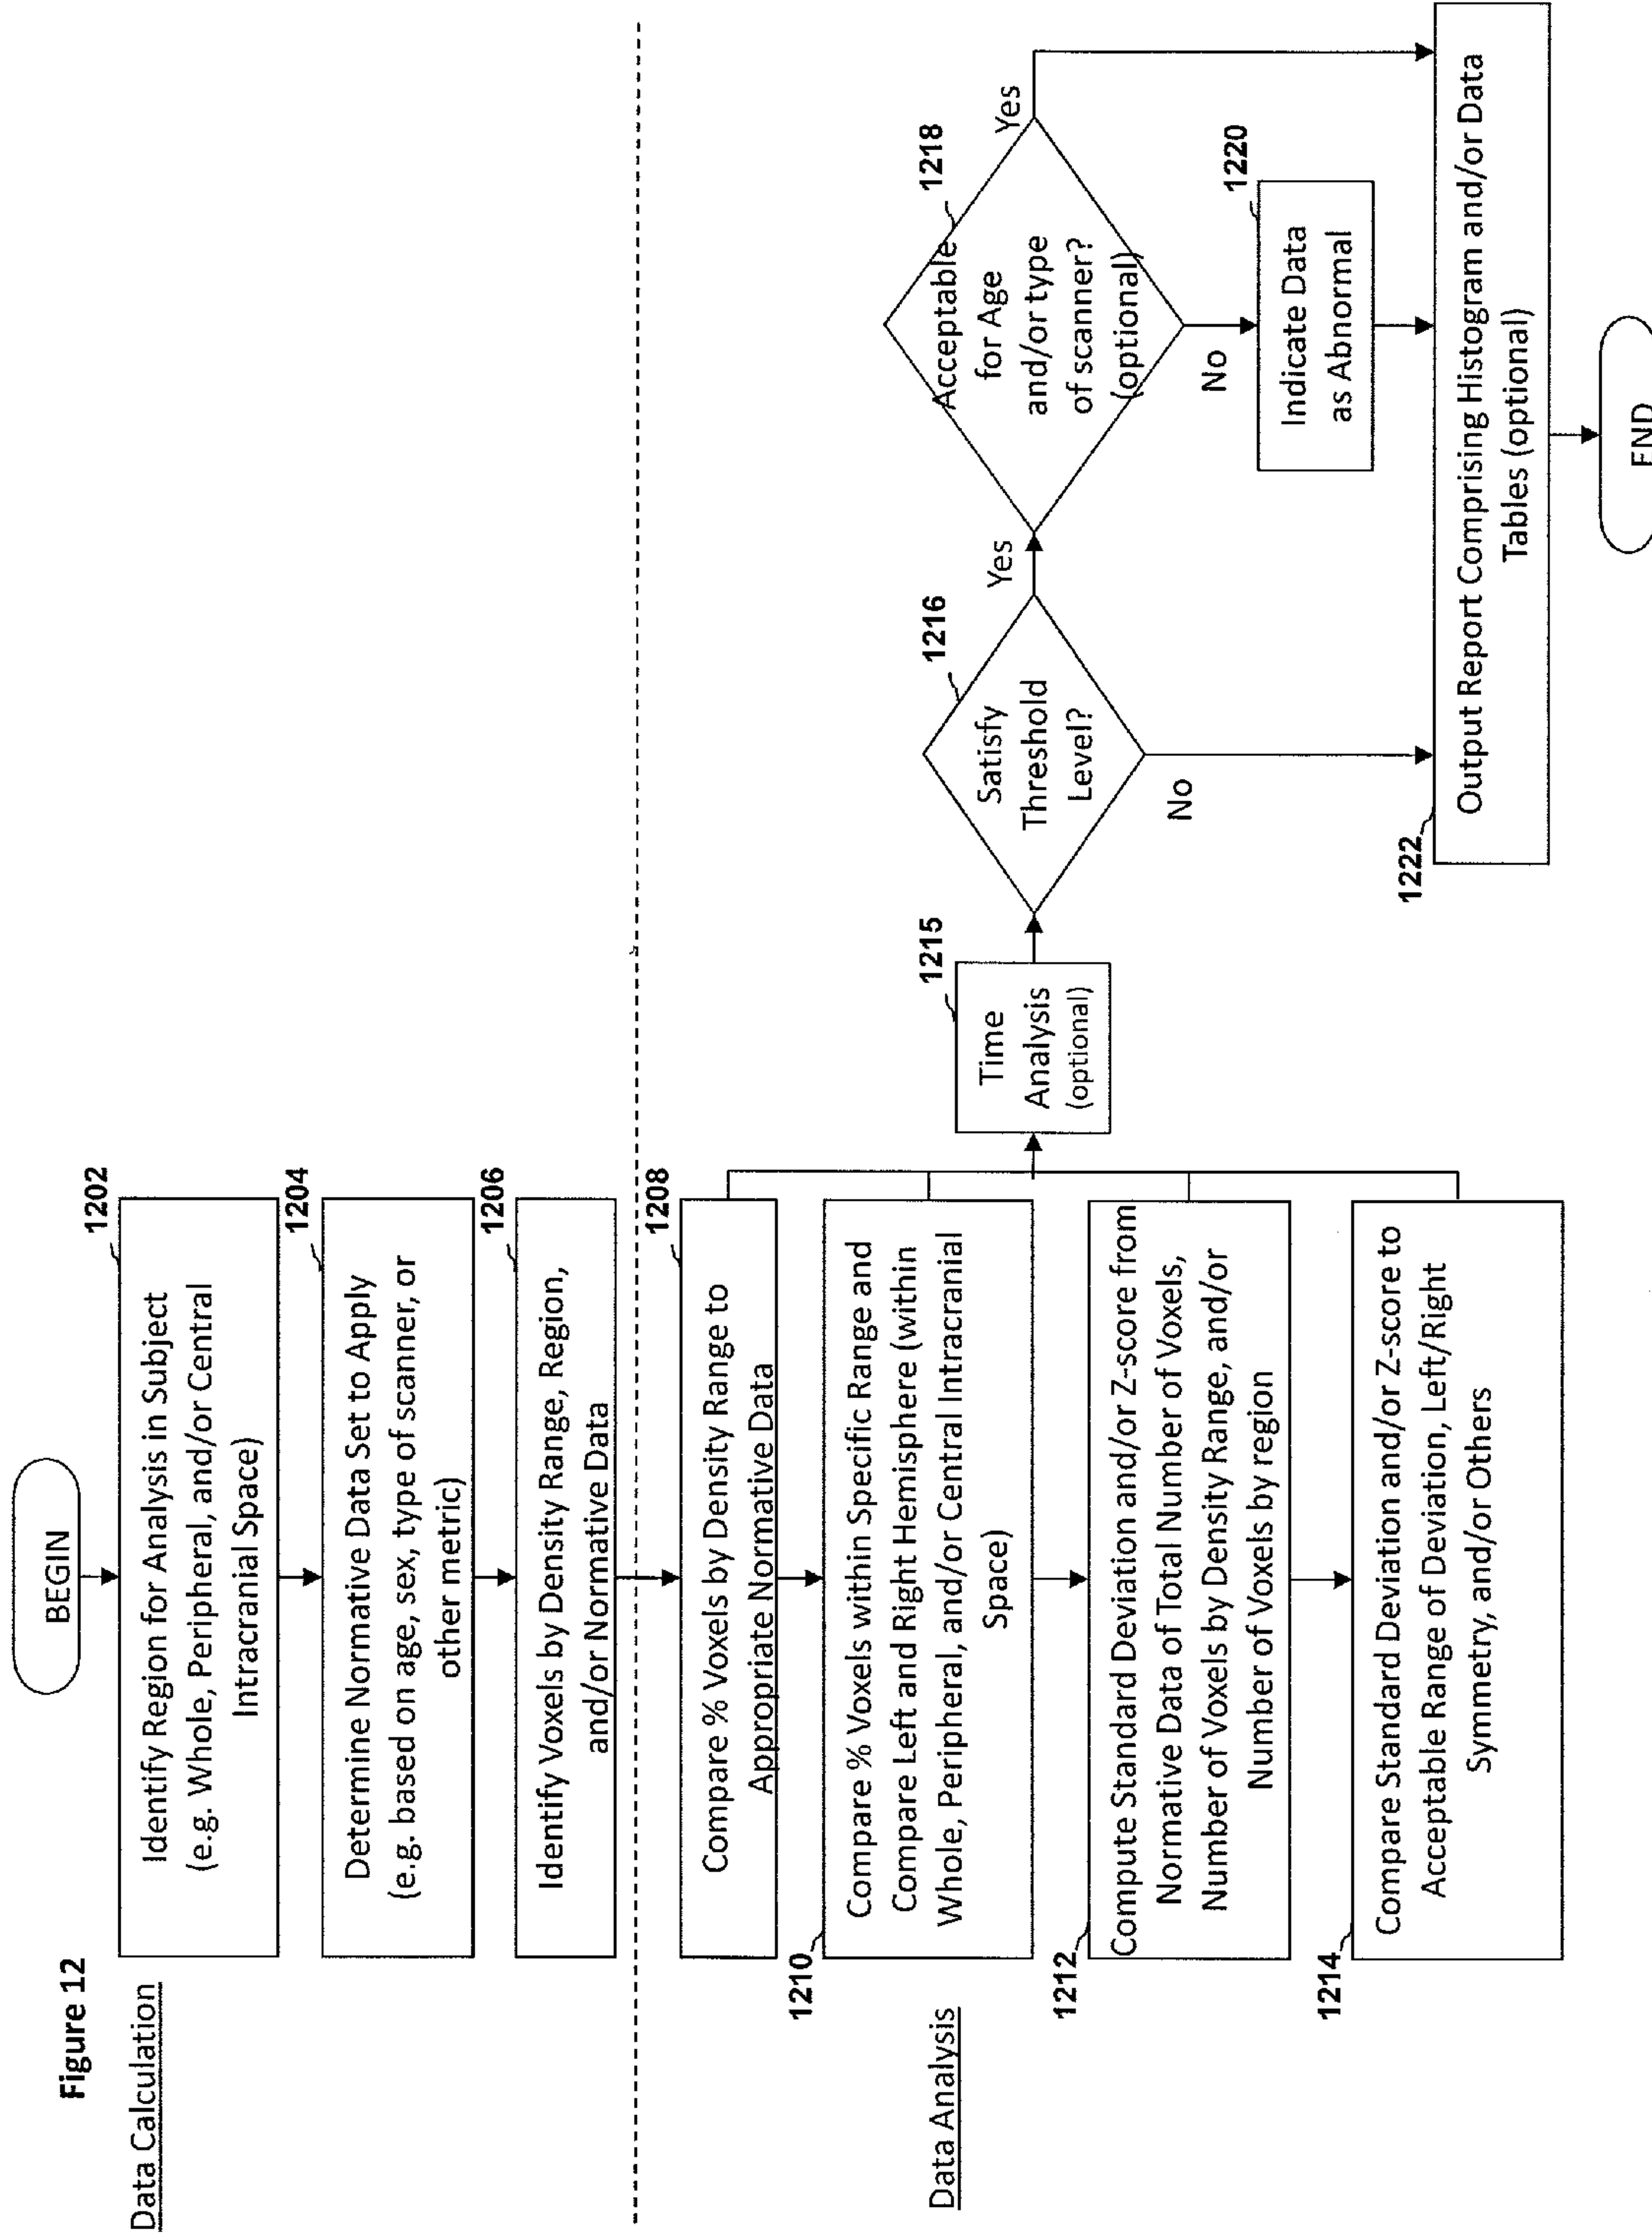 Figure 12
Data Calculation
BEGIN
1202
Identify Region for Analysis in Subject
(e.g. Whole, Peripheral, and/or Central
Intracranial Space)
1204
Determine Normative Data Set to Apply
(e.g. based on age, sex, type of scanner, or
other metric)
1206
Identify Voxels by Density Range, Region,
and/or Normative Data
Data Analysis
1208
Compare % Voxels by Density Range to
Appropriate Normative Data
1210
Compare % Voxels within Specific Range and
Compare Left and Right Hemisphere (within
Whole, Peripheral, and/or Central Intracranial
Space)
1212
Compute Standard Deviation and/or Z-score from
Normative Data of Total Number of Voxels,
Number of Voxels by Density Range, and/or
Number of Voxels by region
1214
Compare Standard Deviation and/or Z-score to
Acceptable Range of Deviation, Left/Right
Symmetry, and/or Others
1215
Time
Analysis
(optional)
1216
Satisfy
Threshold
Level?
Yes
No
1218
Acceptable
for Age
and/or type
of scanner?
(optional)
Yes
No
1220
Indicate Data
as Abnormal
1222
Output Report Comprising Histogram and/or Data
Tables (optional)
END